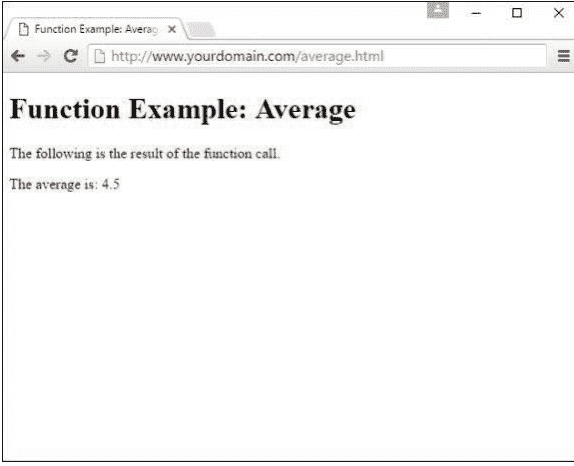 Function Example: Averag
http://www.yourdomain.com/average.html
Function Example: Average
The following is the result of the function call.
The average is: 4.5